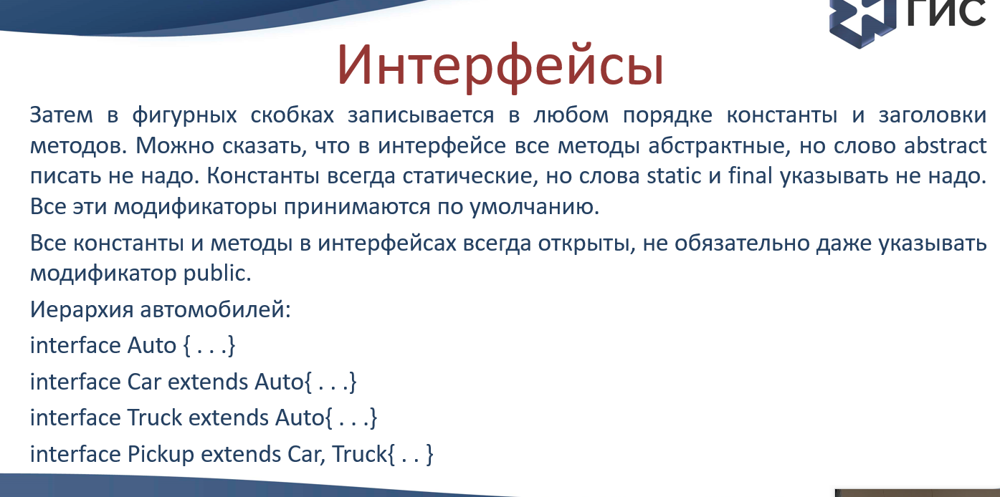 ГИС
Интерфейсы
Затем в фигурных скобках записывается в любом порядке константы и заголовки
методов. Можно сказать, что в интерфейсе все методы абстрактные, но слово abstract
писать не надо. Константы всегда статические, но слова static и final указывать не надо.
Все эти модификаторы принимаются по умолчанию.
Все константы и методы в интерфейсах всегда открыты, не обязательно даже указывать
модификатор public.
Иерархия автомобилей:
interface Auto { . . .}
interface Car extends Auto{ . . .}
interface Truck extends Auto{ . . .}
interface Pickup extends Car, Truck{ . . }